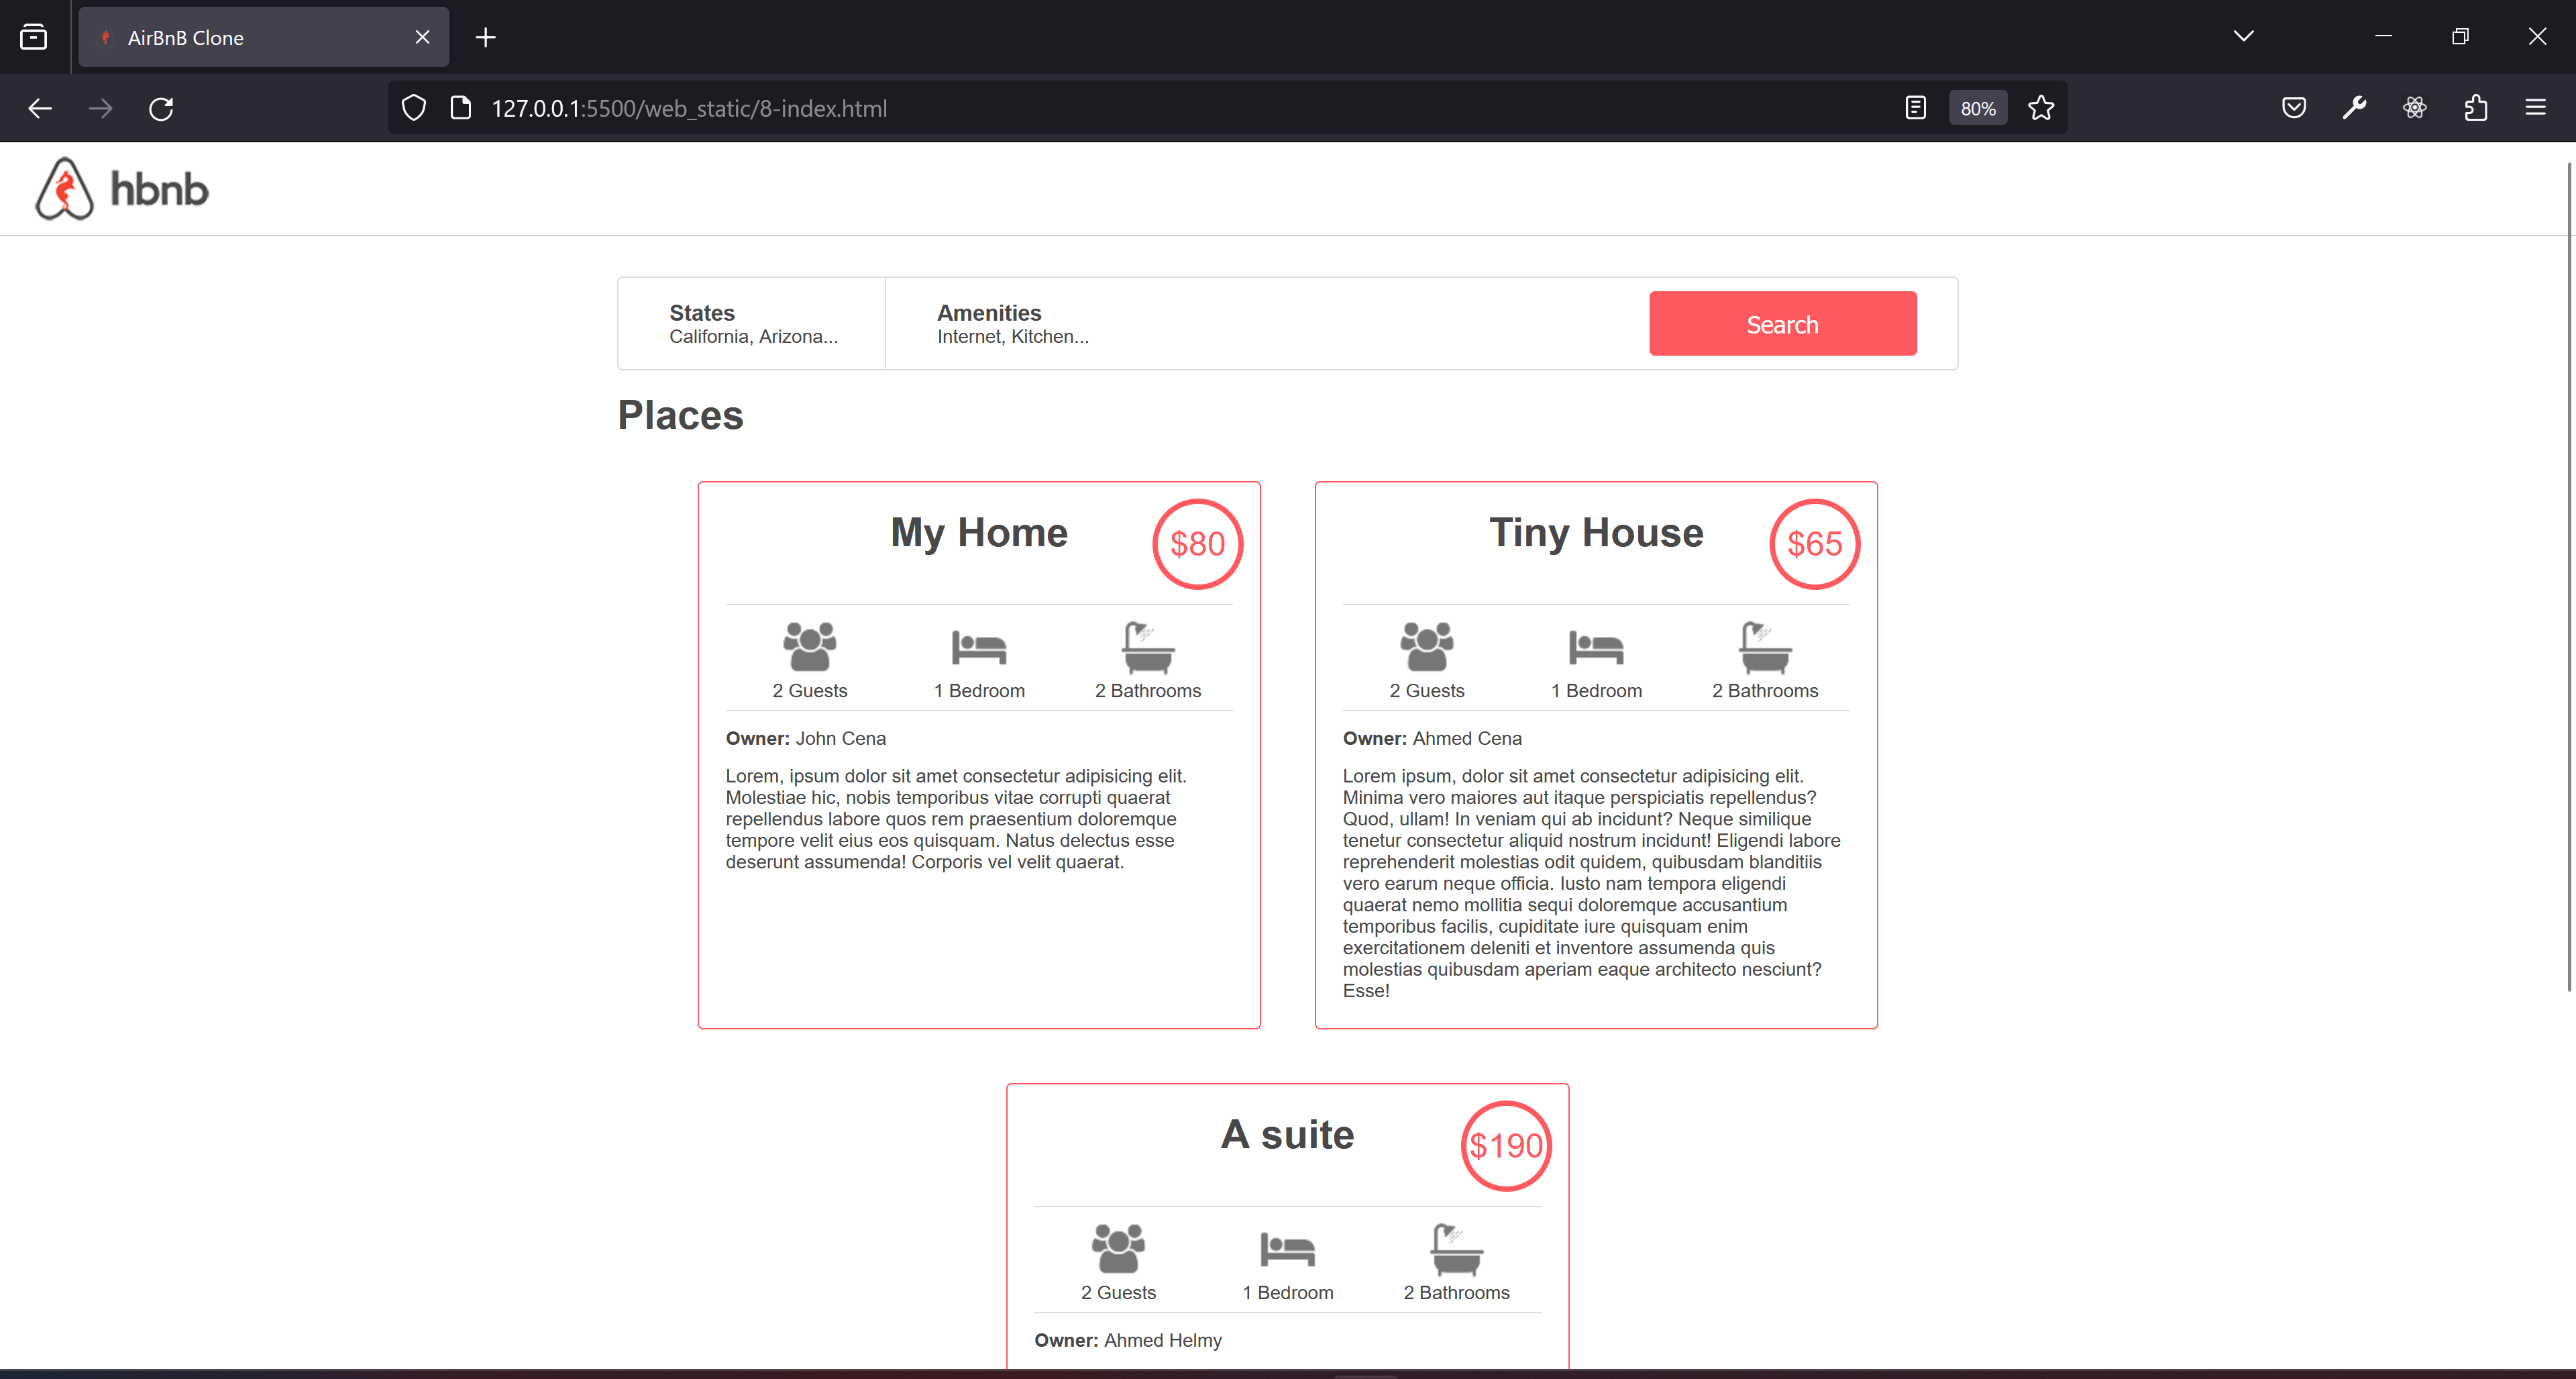 AirBnB Clone
127.0.0.1:5500/web_static/8-index.html
80%
hbnb
States
California, Arizona...
Amenities
Internet, Kitchen...
Search
Places
My Home
$80
2 Guests
1 Bedroom
2 Bathrooms
Owner: John Cena
Lorem, ipsum dolor sit amet consectetur adipisicing elit.
Molestiae hic, nobis temporibus vitae corrupti quaerat
repellendus labore quos rem praesentium doloremque
tempore velit eius eos quisquam. Natus delectus esse
deserunt assumenda! Corporis vel velit quaerat.
Tiny House
$65
2 Guests
1 Bedroom
2 Bathrooms
Owner: Ahmed Cena
Lorem ipsum, dolor sit amet consectetur adipisicing elit.
Minima vero maiores aut itaque perspiciatis repellendus?
Quod, ullam! In veniam qui ab incidunt? Neque similique
tenetur consectetur aliquid nostrum incidunt! Eligendi labore
reprehenderit molestias odit quidem, quibusdam blanditiis
vero earum neque officia. Iusto nam tempora eligendi
quaerat nemo mollitia sequi doloremque accusantium
temporibus facilis, cupiditate iure quisquam enim
exercitationem deleniti et inventore assumenda quis
molestias quibusdam aperiam eaque architecto nesciunt?
Esse!
A suite
$190
2 Guests
1 Bedroom
2 Bathrooms
Owner: Ahmed Helmy